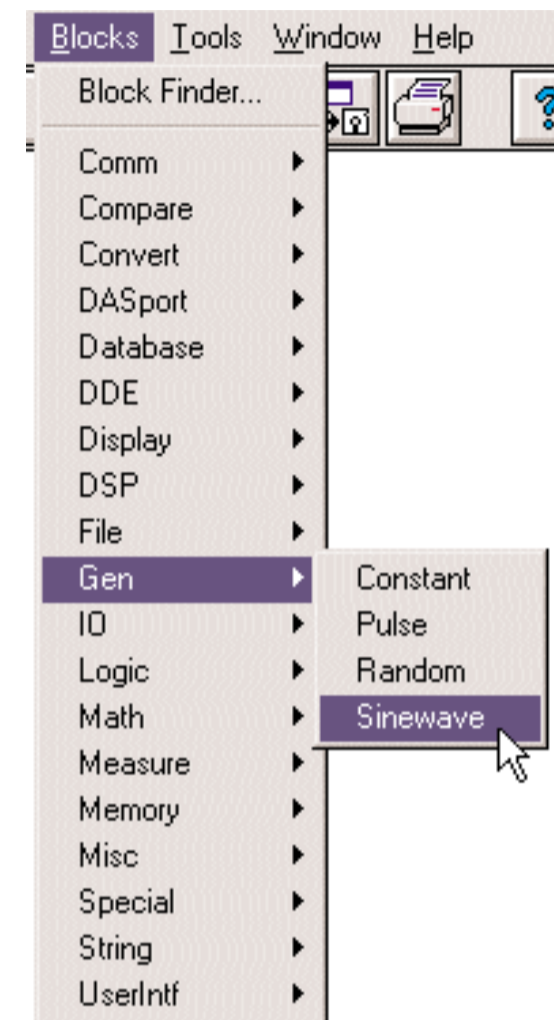 Blocks Tools Window Help
Block Finder...
Comm
Compare
Convert
DASport
Database
DDE
Display
DSP
File
Gen
Constant
IO
Pulse
Logic
Random
Math
Sinewave
Measure
Memory
Misc
Special
String
UserIntf